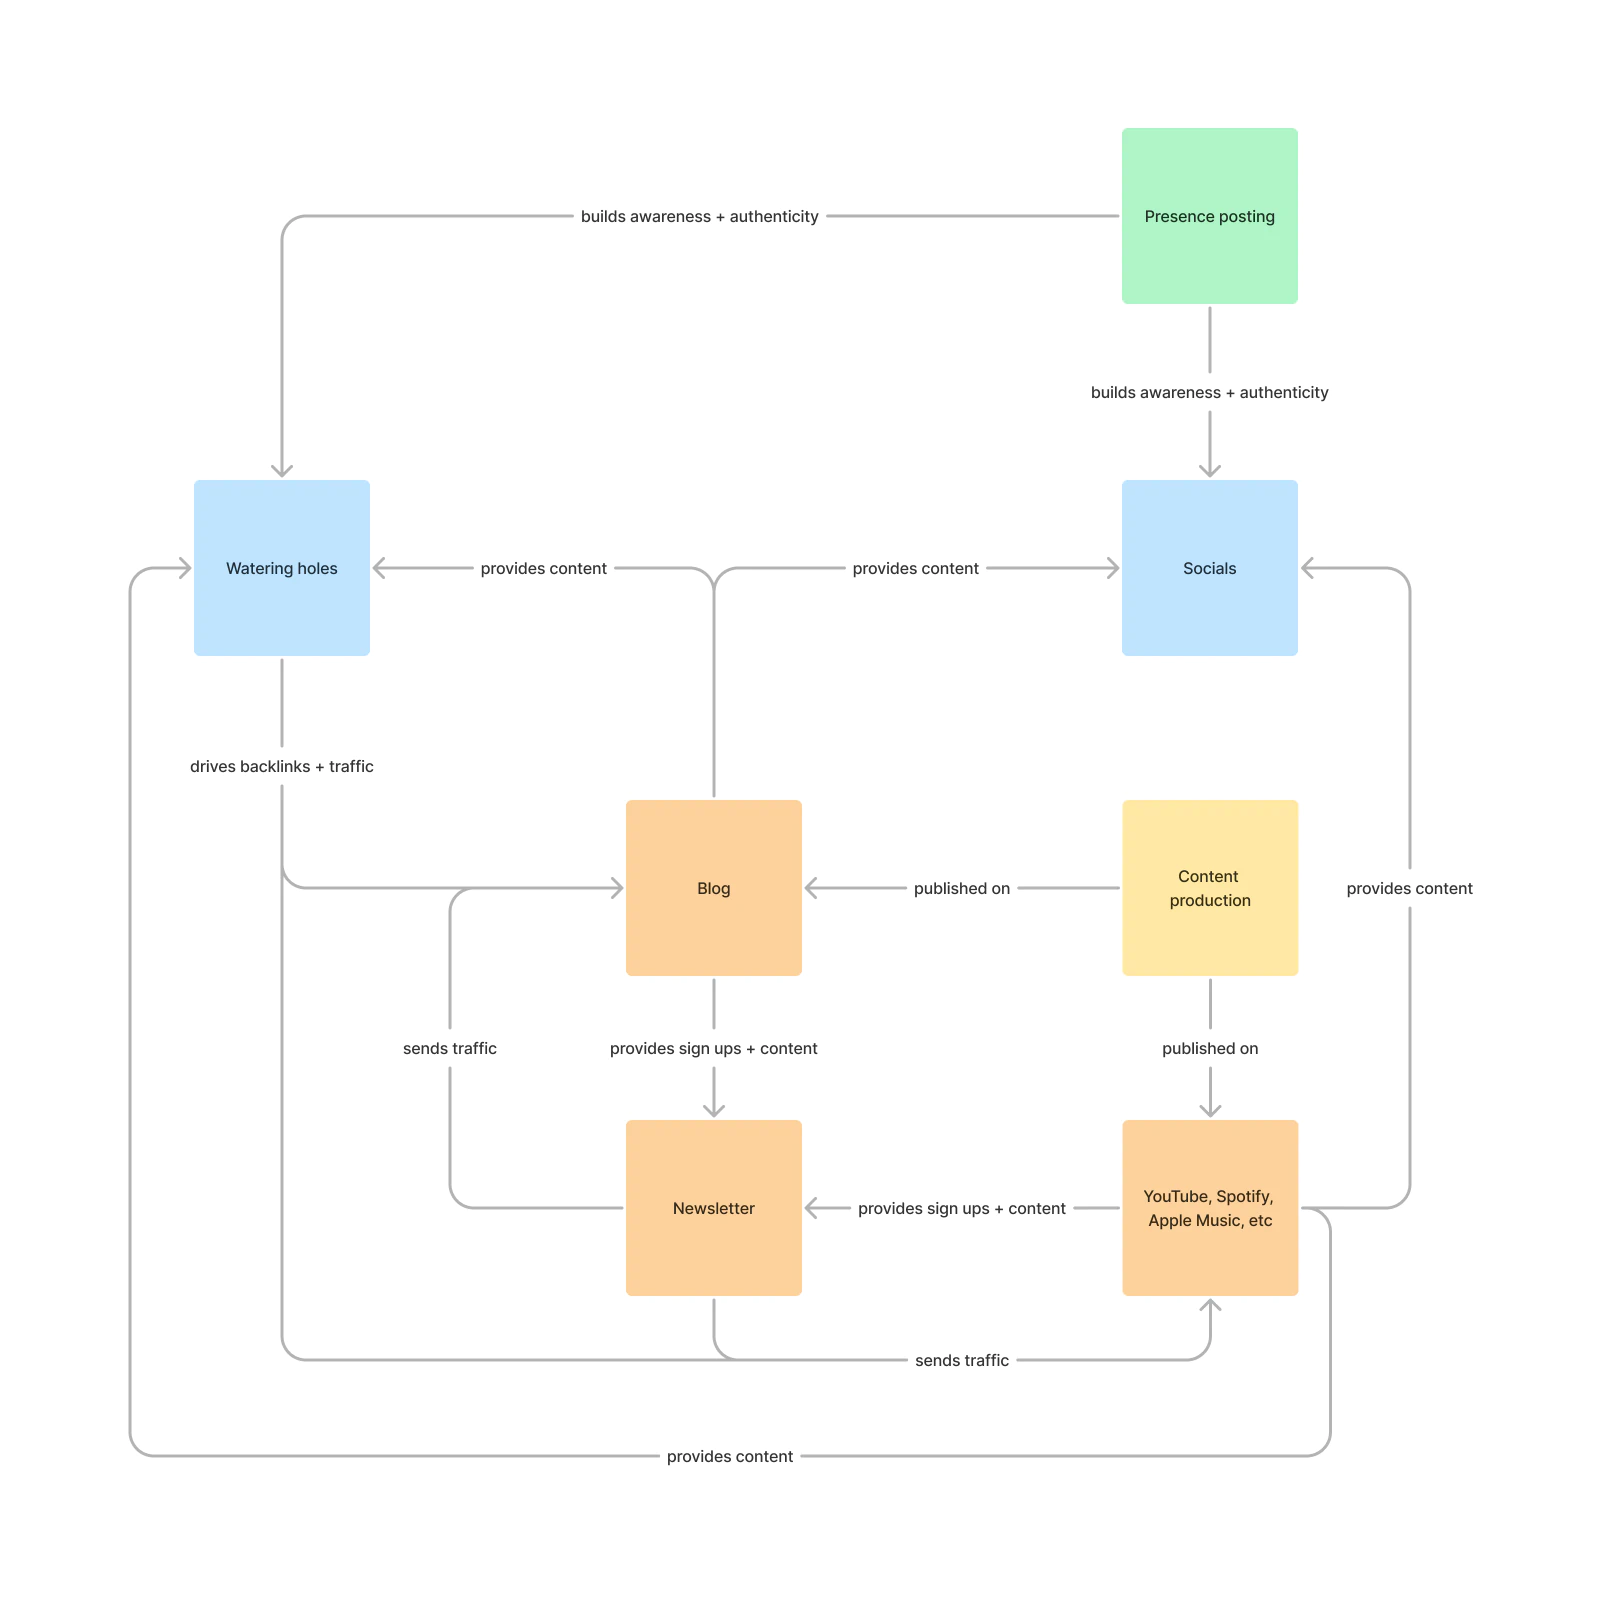 Presence posting
builds awareness + authenticity
builds awareness + authenticity
Watering holes
provides content
provides content
Socials
drives backlinks + traffic
Blog
published on
Content
production
provides content
sends traffic
provides sign ups + content
published on
Newsletter
provides sign ups + content
YouTube, Spotify,
Apple Music, etc
sends traffic
provides content